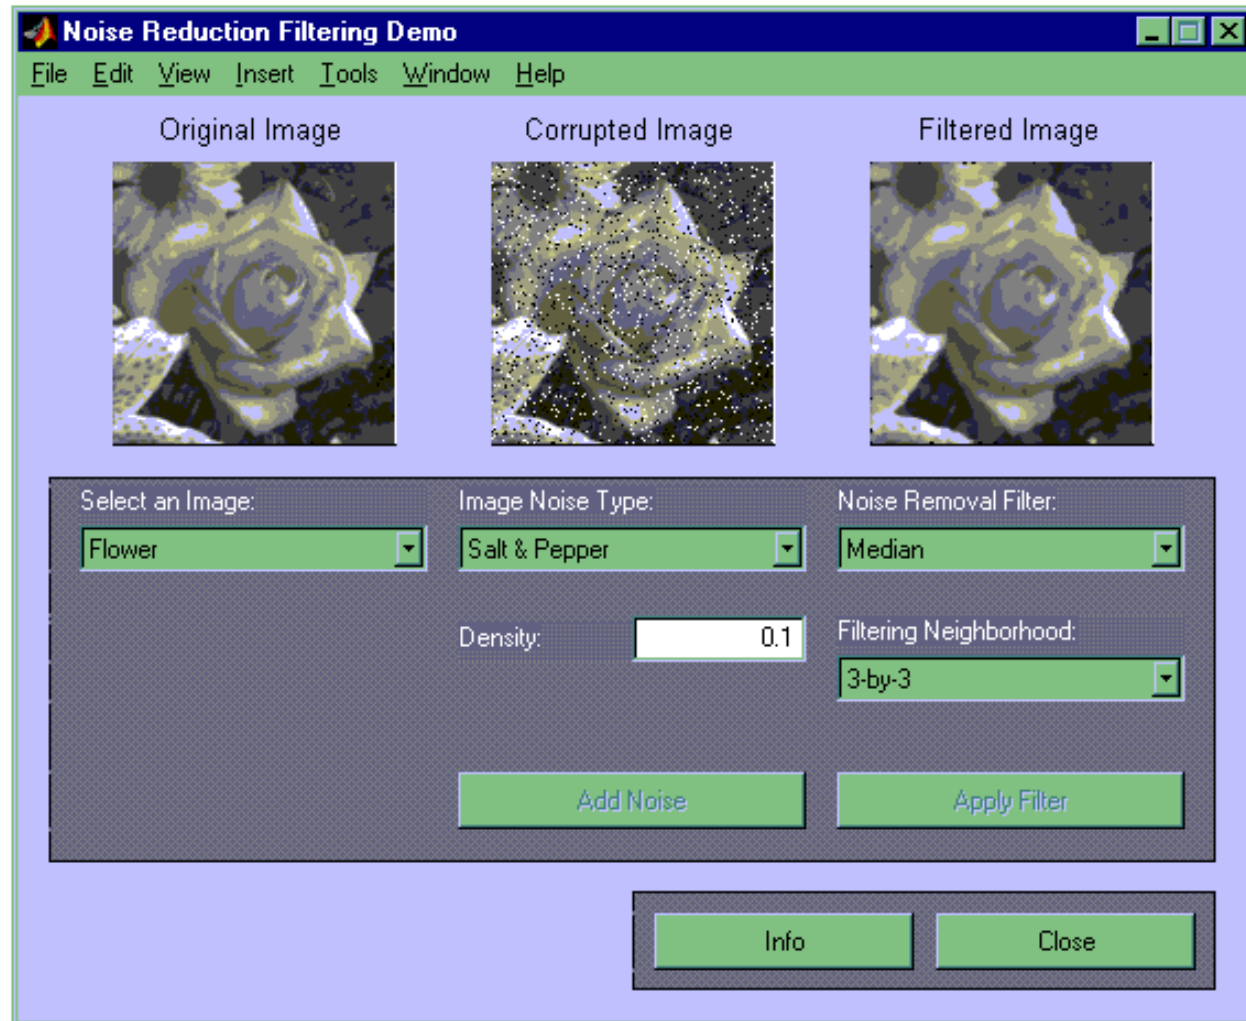 Noise Reduction Filtering Demo
File Edit View Insert Tools Window Help
Original Image
Corrupted Image
Filtered Image
Select an Image:
Image Noise Type:
Noise Removal Filter:
Flower
Salt & Pepper
Median
Density:
0.1
Filtering Neighborhood:
3-by-3
Add Noise
Apply Filter
Info
Close